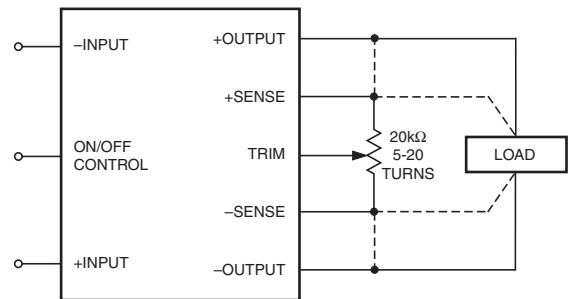 –INPUT
ON/OFF
CONTROL
+INPUT
+OUTPUT
+SENSE
TRIM
–SENSE
–OUTPUT
20kΩ
5-20
TURNS
LOAD